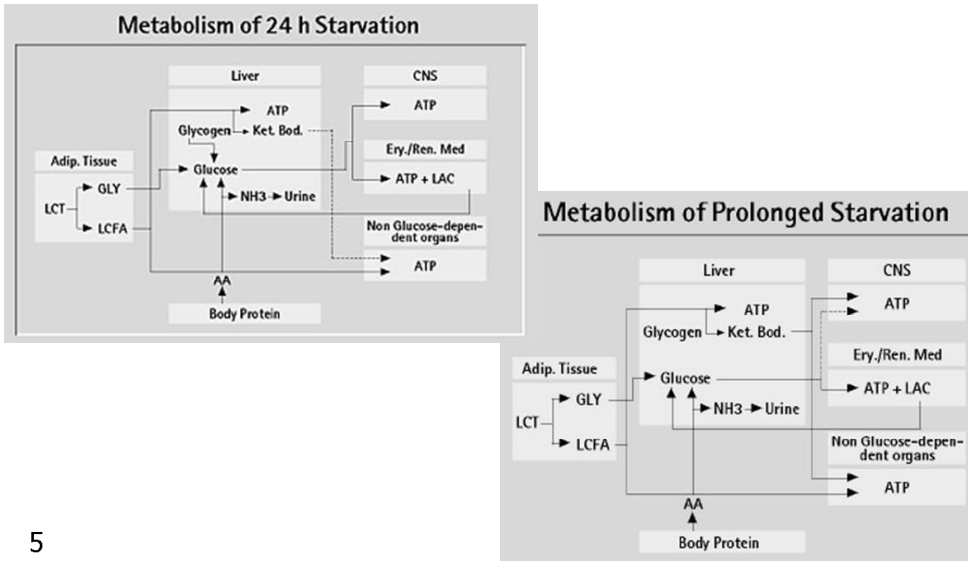 Metabolism of 24 h Starvation
Liver
CNS
ATP
ATP
Glycogen
Ket. Bod.
Ery./Ren. Med
Adip. Tissue
Glucose
ATP + LAC
GLY
NH3
Urine
LCT
LCFA
Non Glucose-depen-
dent organs
ATP
AA
Body Protein
Metabolism of Prolonged Starvation
Liver
CNS
ATP
ATP
Glycogen
Ket. Bod.
Ery./Ren. Med
Adip. Tissue
Glucose
ATP + LAC
GLY
NH3
Urine
LCT
LCFA
Non Glucose-depen-
dent organs
ATP
AA
Body Protein
5